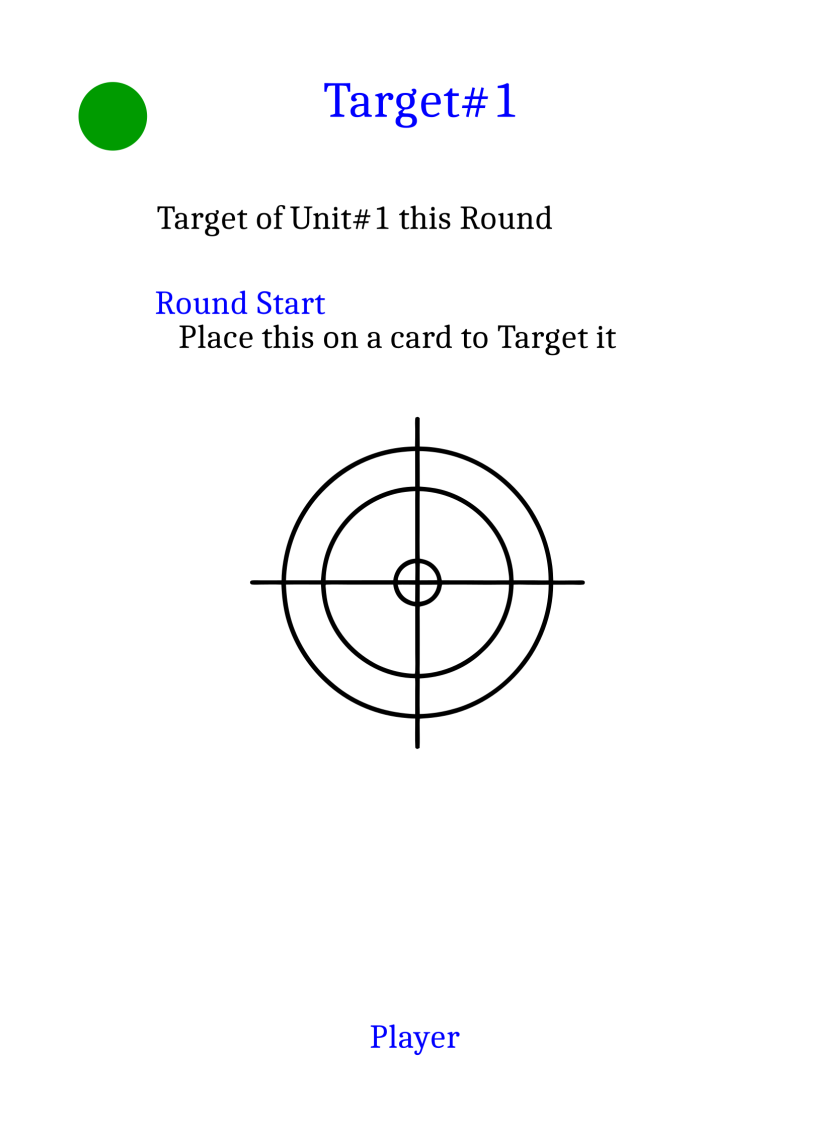 Target#1
Target of Unit#1 this Round
Round Start
Place this on a card to Target it
Player